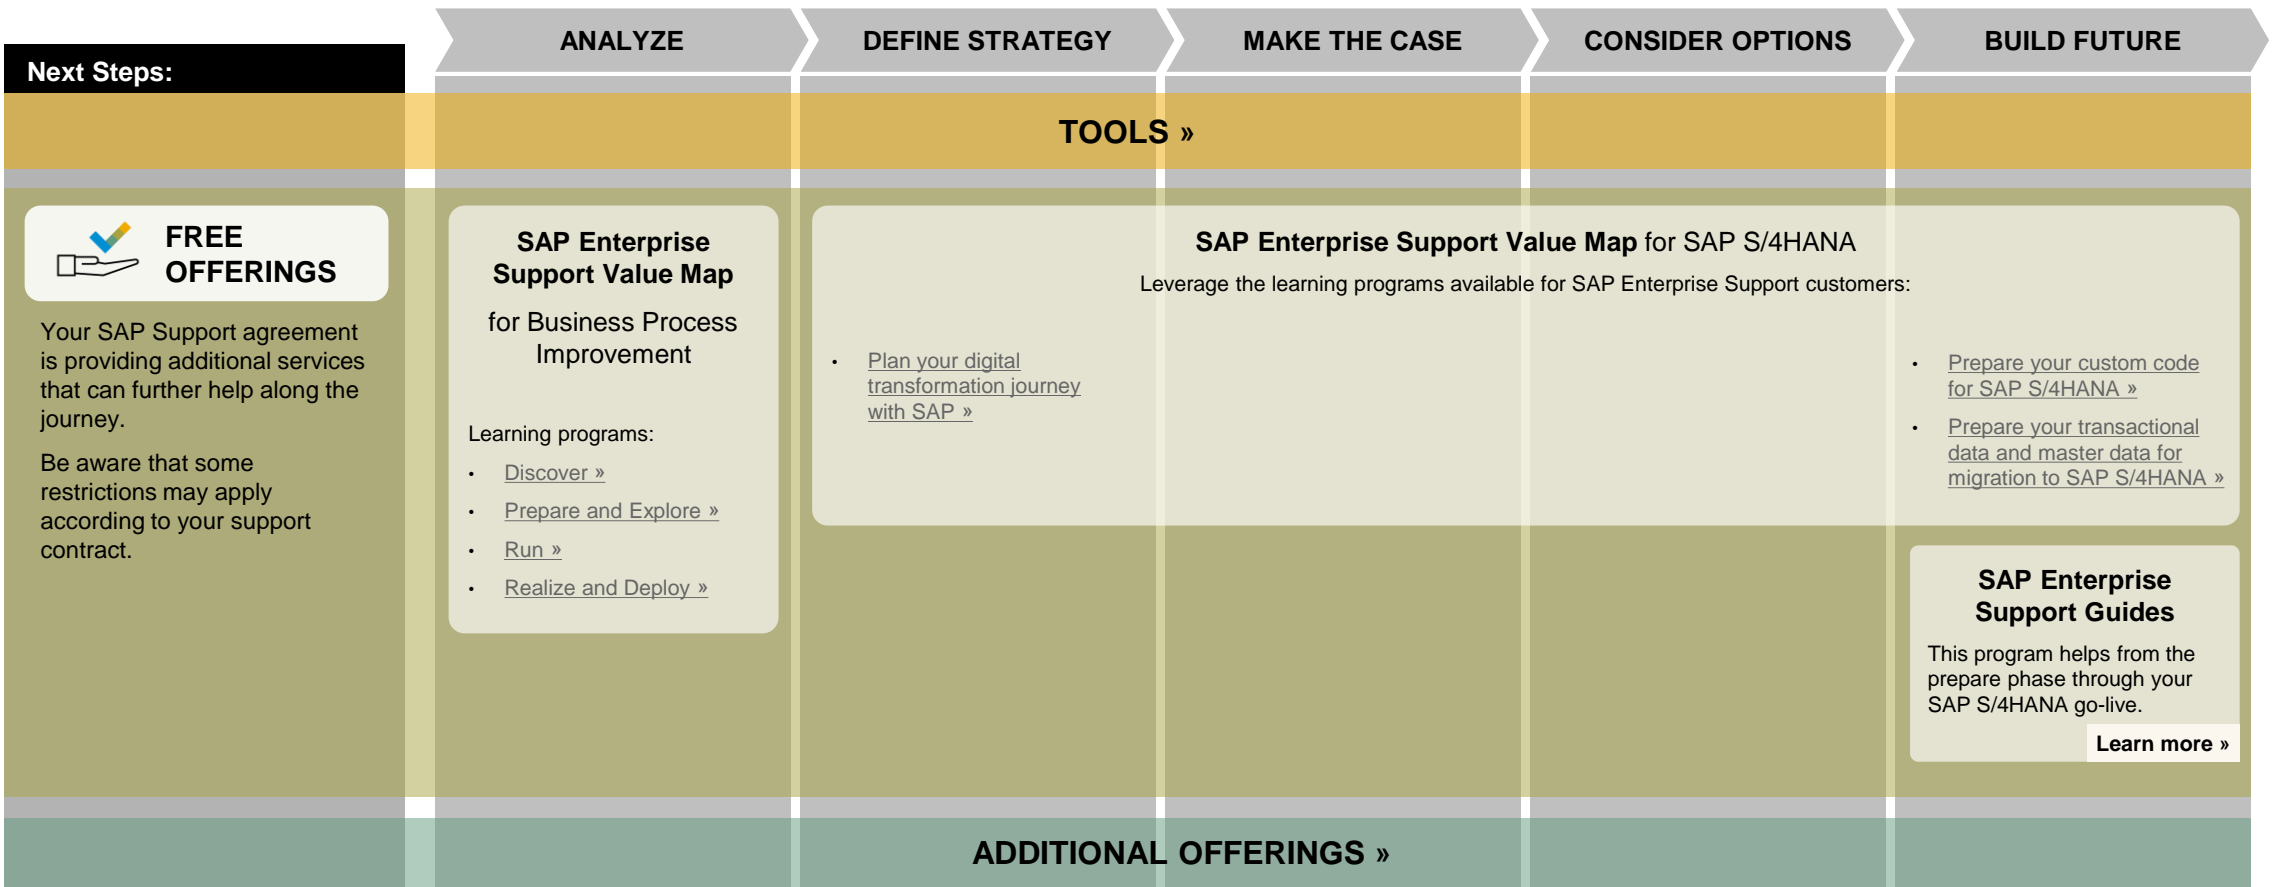 ANALYZE
DEFINE STRATEGY
MAKE THE CASE
CONSIDER OPTIONS
BUILD FUTURE
Next Steps:
TOOLS »
FREE
OFFERINGS
Your SAP Support agreement
is providing additional services
that can further help along the
journey.
Be aware that some
restrictions may apply
according to your support
contract.
SAP Enterprise
Support Value Map
for Business Process
Improvement
Learning programs:
• Discover »
• Prepare and Explore »
• Run »
• Realize and Deploy »
SAP Enterprise Support Value Map for SAP S/4HANA
Leverage the learning programs available for SAP Enterprise Support customers:
• Plan your digital
transformation journey
with SAP »
• Prepare your custom code
for SAP S/4HANA »
• Prepare your transactional
data and master data for
migration to SAP S/4HANA »
SAP Enterprise
Support Guides
This program helps from the
prepare phase through your
SAP S/4HANA go-live.
Learn more »
ADDITIONAL OFFERINGS »